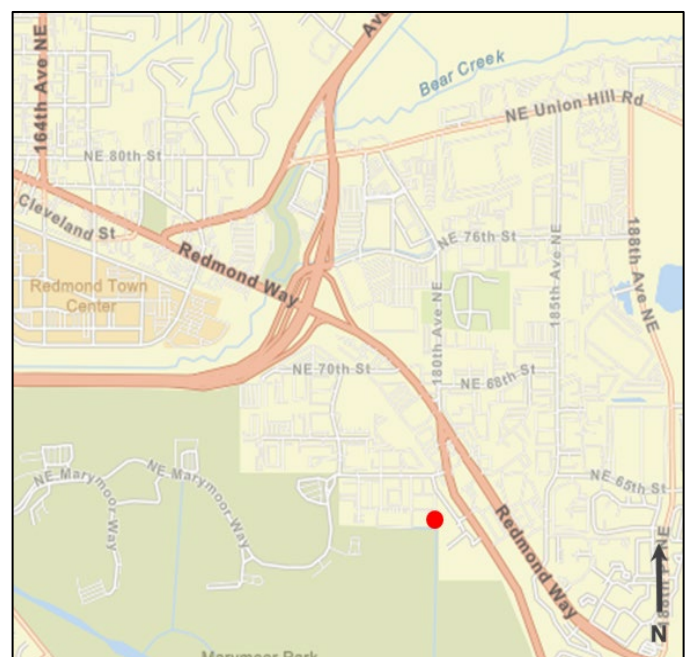 Ave
Bear Creek
NE Union Hill Rd
164th Ave NE
NE 80th St
Cleveland St
Redmond Way
NE 76th St
188th Ave NE
185th Ave NE
Redmond Town
Center
180th Ave NE
NE 70th St
NE 68th St
NE Marymoor Way
NE Marymoor Way
NE 65th St
Redmond Way
N
Marymoor Park